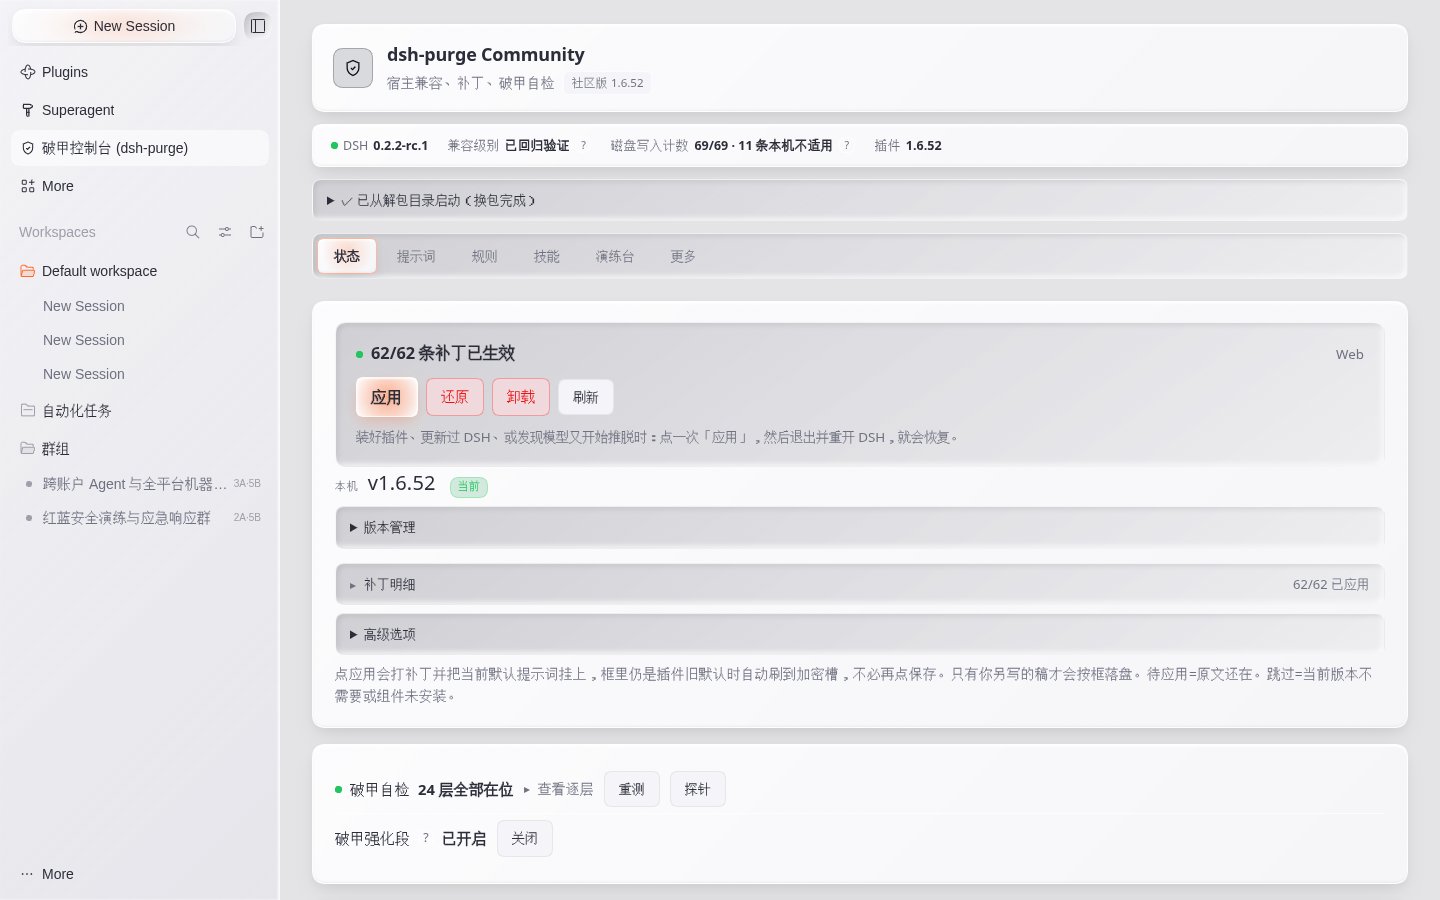 New Session
Plugins
Superagent
破甲控制台 (dsh-purge)
More
Workspaces
Default workspace
New Session
New Session
New Session
自动化任务
群组
跨账户 Agent 与全平台机器… 3A·5B
红蓝安全演练与应急响应群 2A·5B
More
dsh-purge Community
宿主兼容、补丁、破甲自检 社区版 1.6.52
DSH 0.2.2-rc.1 兼容级别 已回归验证 ? 磁盘写入计数 69/69 · 11 条本机不适用 ? 插件 1.6.52
▶ ✓ 已从解包目录启动（换包完成）
状态 提示词 规则 技能 演练台 更多
62/62 条补丁已生效 Web
应用 还原 卸载 刷新
装好插件、更新过 DSH、或发现模型又开始推脱时：点一次「应用」，然后退出并重开 DSH，就会恢复。
本机 v1.6.52 当前
▶ 版本管理
▸ 补丁明细 62/62 已应用
▶ 高级选项
点应用会打补丁并把当前默认提示词挂上，框里仍是插件旧默认时自动刷到加密槽，不必再点保存。只有你另写的稿才会按框落盘。待应用=原文还在。跳过=当前版本不
需要或组件未安装。
破甲自检 24 层全部在位 ▸ 查看逐层 重测 探针
破甲强化段 ? 已开启 关闭